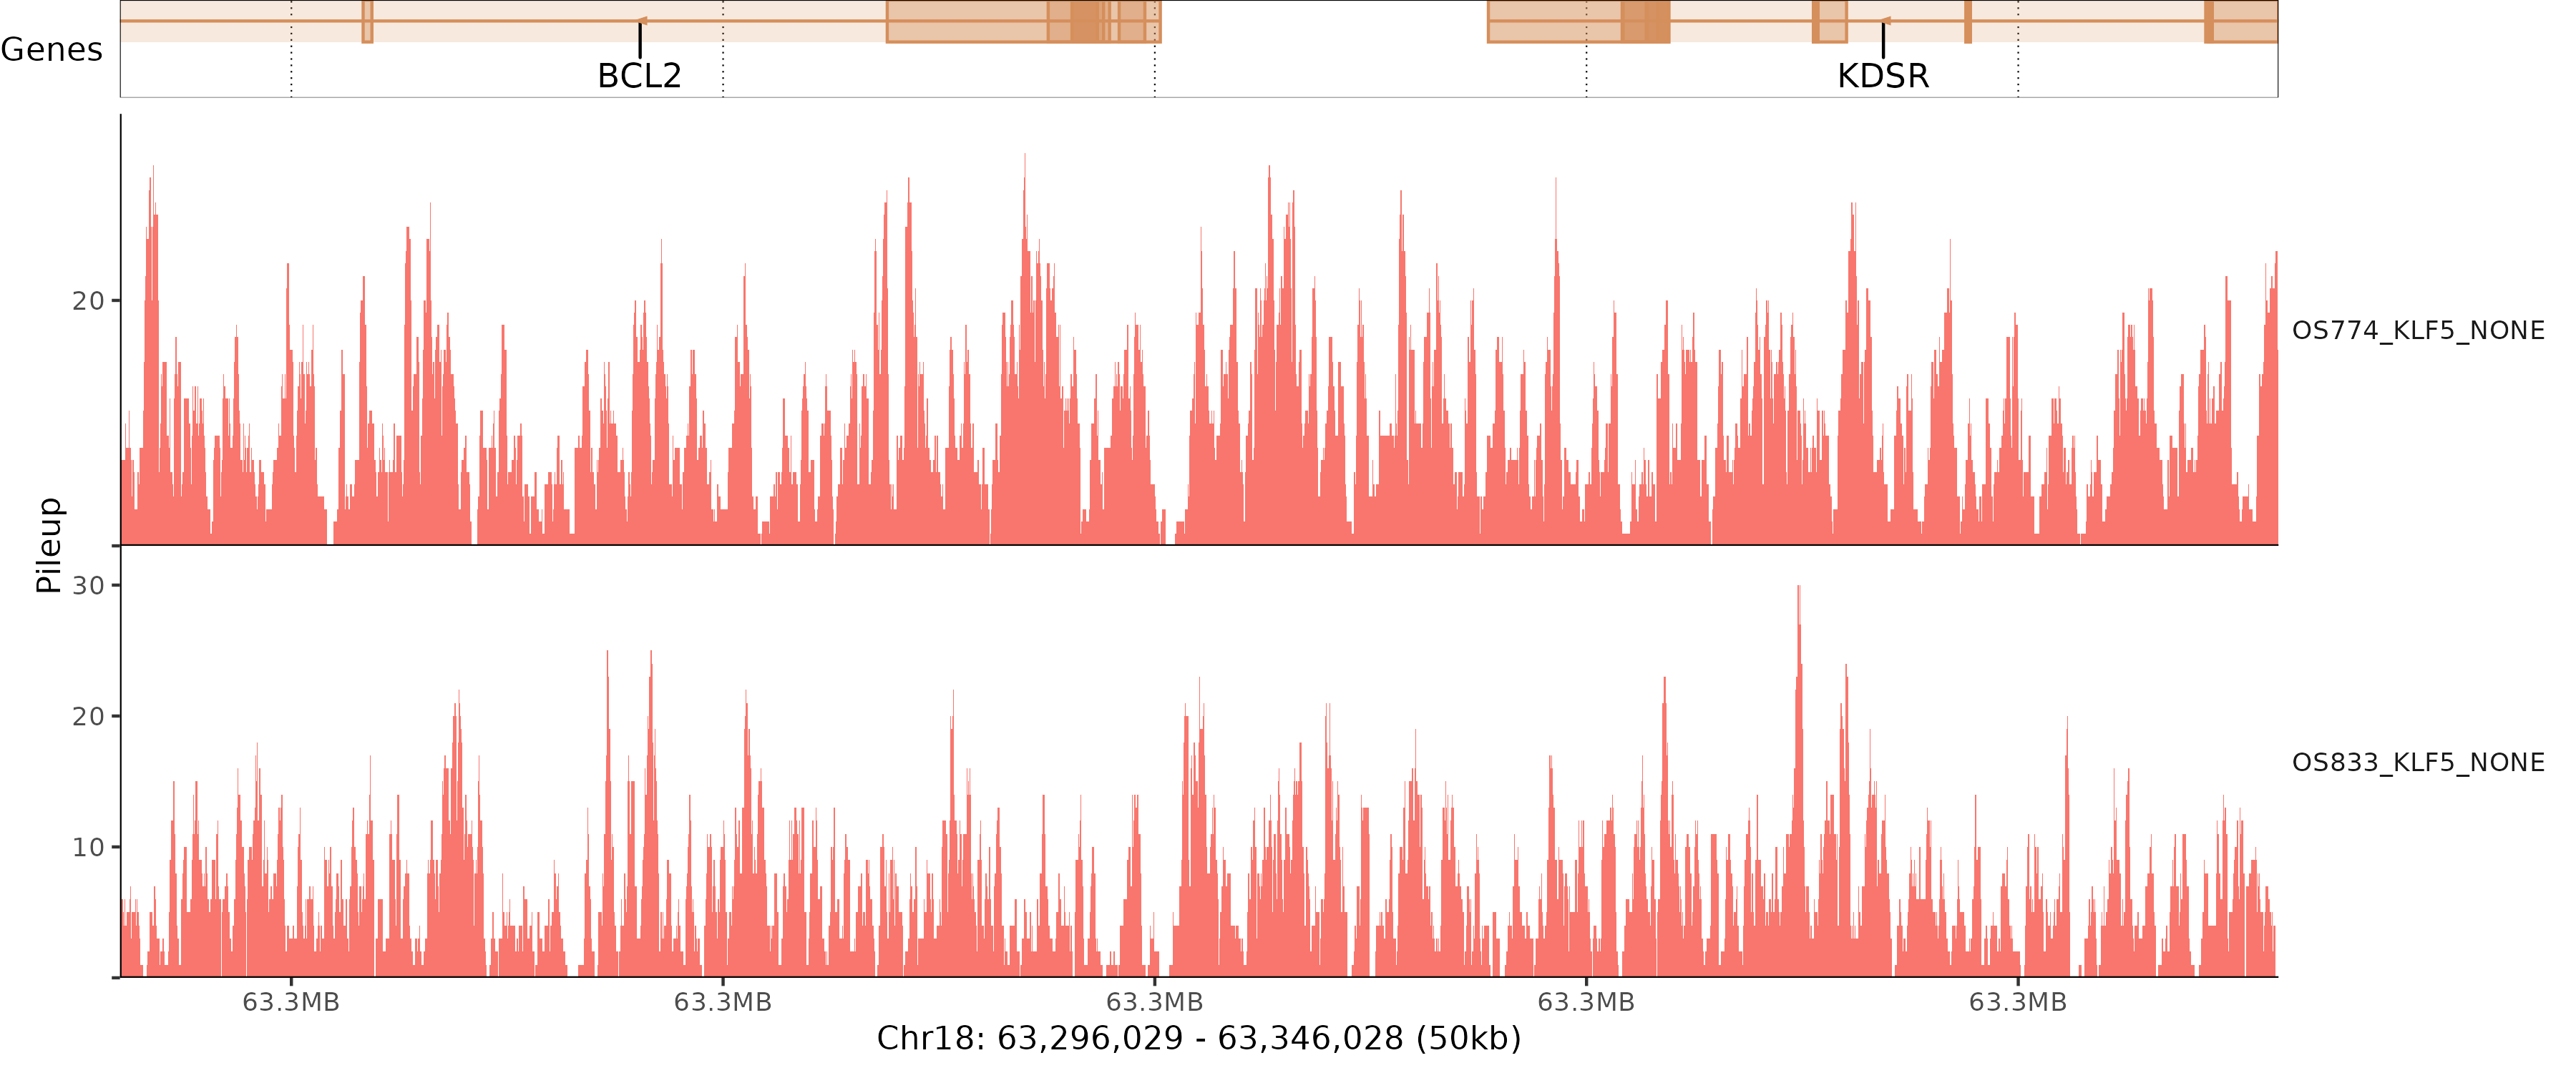 Genes
BCL2
KDSR
20
OS774_KLF5_NONE
Pileup
30
20
10
OS833_KLF5_NONE
63.3MB 63.3MB 63.3MB 63.3MB 63.3MB
Chr18: 63,296,029 - 63,346,028 (50kb)